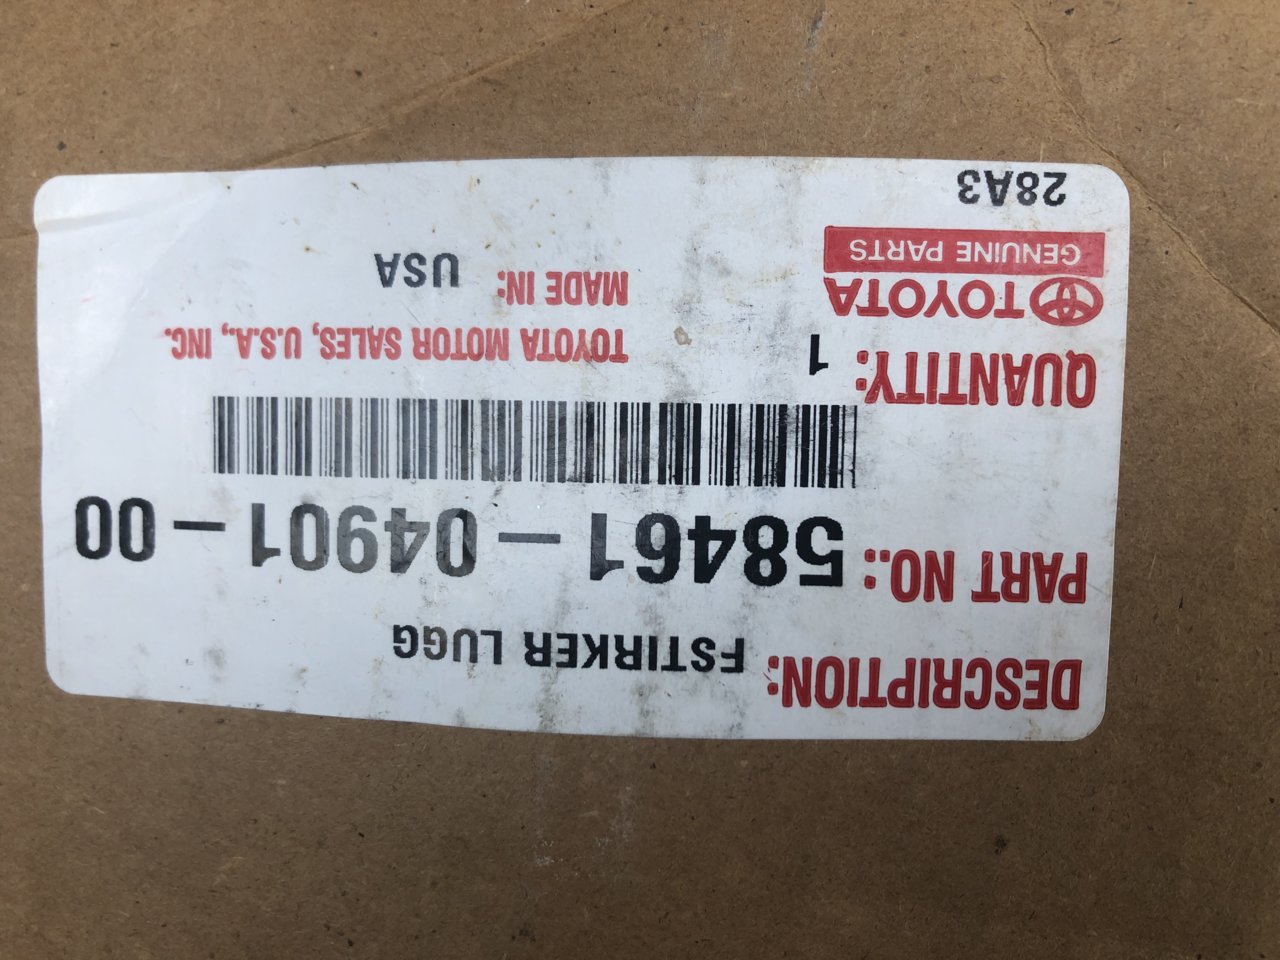 DESCRIPTION: FSTIRKER LUGG
PART NO.: 58461 - 04901 - 00
QUANTITY: 1
TOYOTA
GENUINE PARTS
TOYOTA MOTOR SALES, U.S.A., INC.
MADE IN: USA
28A3